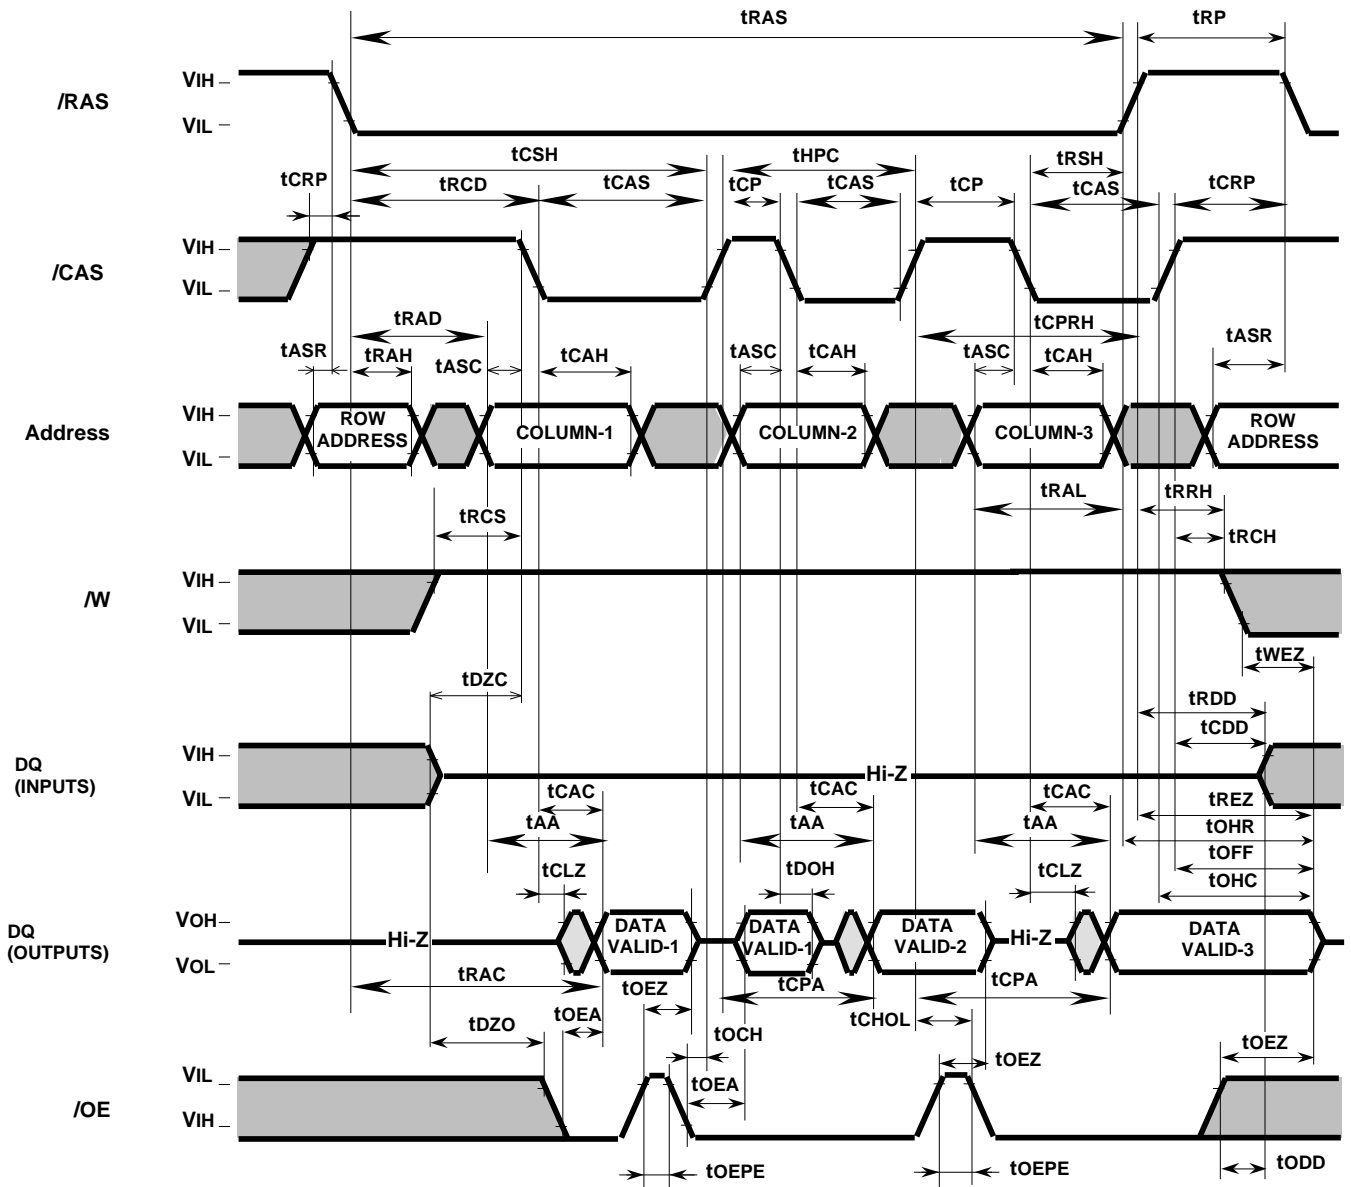 tRAS
tRP
VIH
/RAS
VIL
tCSH
tHPC
tRSH
tCRP
tRCD
tCAS
tCP
tCAS
tCP
tCAS
tCRP
VIH
/CAS
VIL
tRAD
tCPRH
tASR
tRAH
tASC
tCAH
tASC
tCAH
tASC
tCAH
tASR
VIH
Address
VIL
ROW
ADDRESS
COLUMN-1
COLUMN-2
COLUMN-3
ROW
ADDRESS
tRAL
tRRH
tRCS
tRCH
VIH
/W
VIL
tWEZ
tDZC
tRDD
tCDD
VIH
DQ
(INPUTS)
VIL
Hi-Z
tCAC
tCAC
tCAC
tREZ
tAA
tAA
tAA
tOHR
tOFF
tCLZ
tDOH
tCLZ
tOHC
VOH
DQ
(OUTPUTS)
VOL
Hi-Z
DATA
VALID-1
DATA
VALID-1
DATA
VALID-2
Hi-Z
DATA
VALID-3
tRAC
tOEZ
tCPA
tCPA
tDZO
tOEA
tOCH
tCHOL
tOEZ
tOEZ
tOEA
VIL
/OE
VIH
tOEPE
tOEPE
tODD